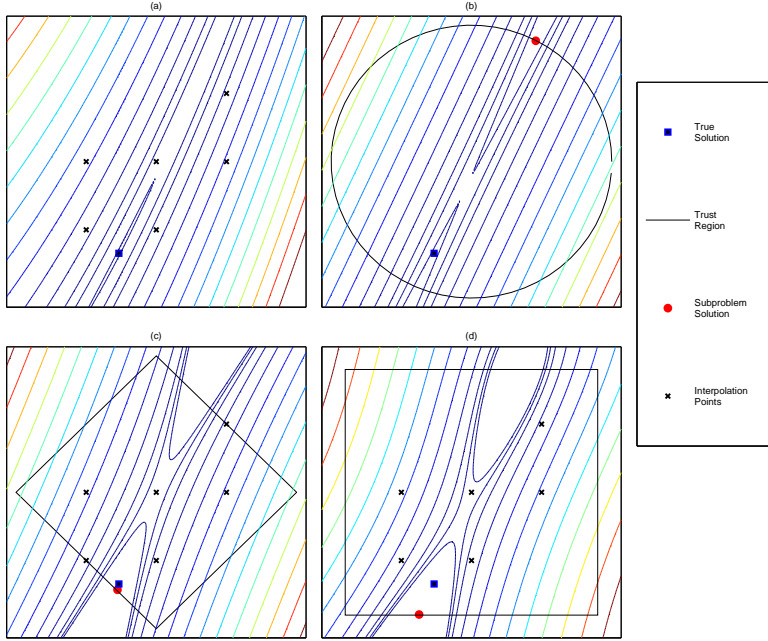 (a)
(b)
True
Solution
Trust
Region
Subproblem
Solution
Interpolation
Points
(c)
(d)